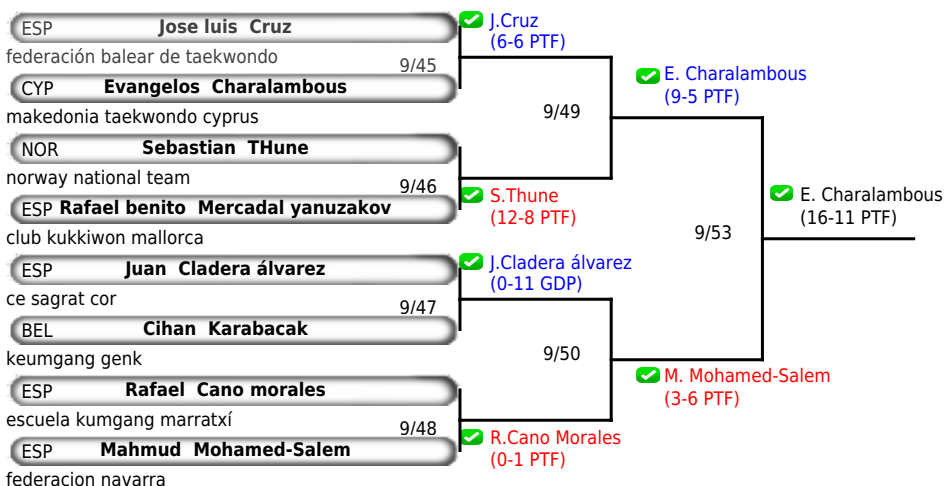 ESP Jose luis Cruz
J.Cruz
(6-6 PTF)
federación balear de taekwondo
9/45
CYP Evangelos Charalambous
E. Charalambous
(9-5 PTF)
makedonia taekwondo cyprus
9/49
NOR Sebastian THune
norway national team
9/46
S.Thune
(12-8 PTF)
E. Charalambous
(16-11 PTF)
ESP Rafael benito Mercadal yanuzakov
club kukkiwon mallorca
9/53
ESP Juan Cladera álvarez
J.Cladera álvarez
(0-11 GDP)
ce sagrat cor
9/47
BEL Cihan Karabacak
keumgang genk
9/50
ESP Rafael Cano morales
M. Mohamed-Salem
(3-6 PTF)
escuela kumgang marratxí
9/48
R.Cano Morales
(0-1 PTF)
ESP Mahmud Mohamed-Salem
federacion navarra